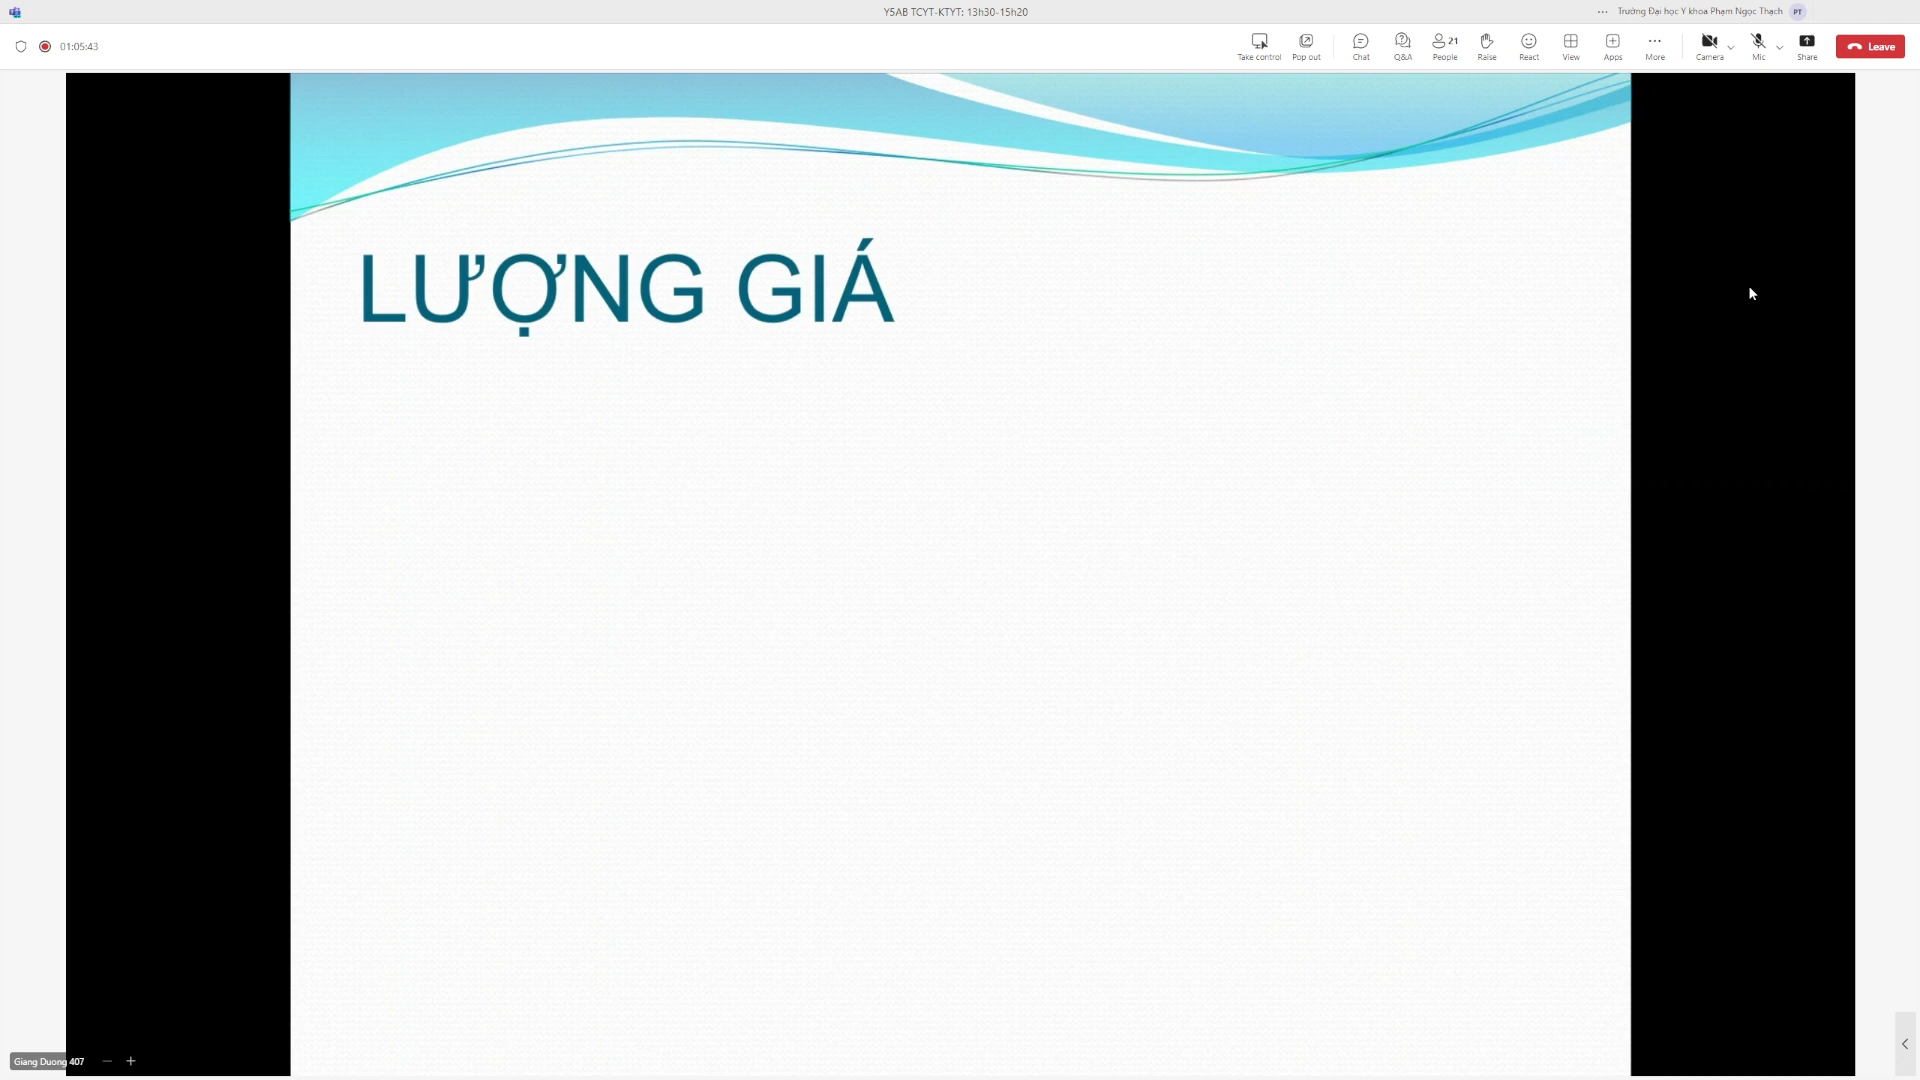 Y5AB TCYT-KTYT: 13h30-15h20
Trường Đại học Y khoa Phạm Ngọc Thạch
PT
01:05:43
Take control
Pop out
Chat
Q&A
21
People
Raise
React
View
Apps
More
Camera
Mic
Share
Leave
LƯỢNG GIÁ
Giang Duong 407